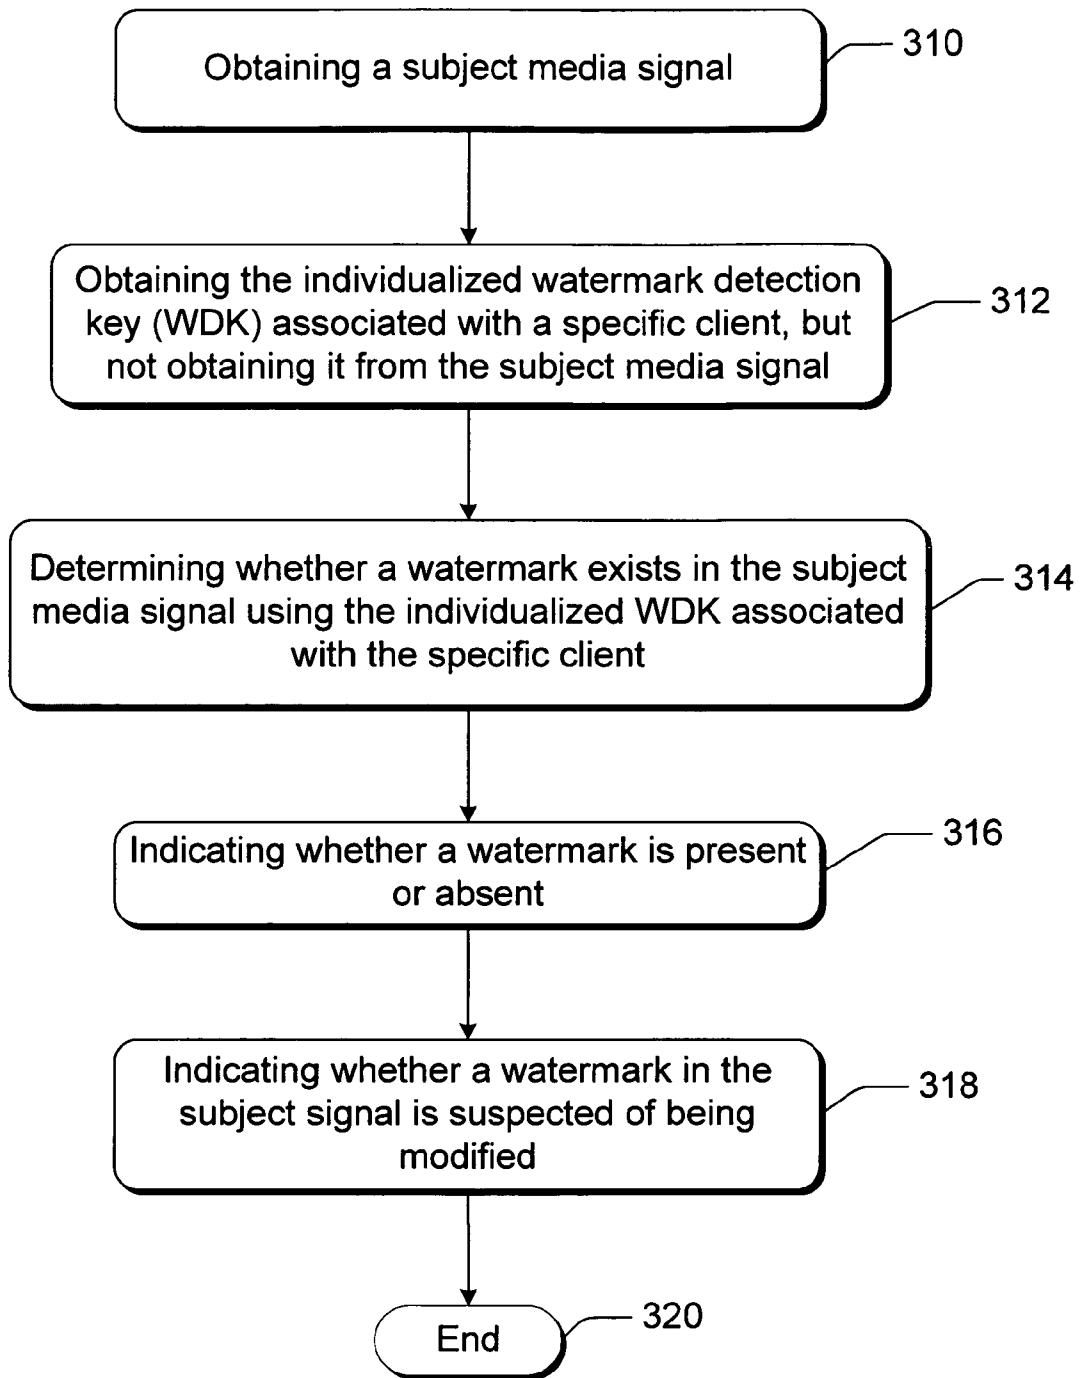 Obtaining a subject media signal
310
Obtaining the individualized watermark detection
key (WDK) associated with a specific client, but
not obtaining it from the subject media signal
312
Determining whether a watermark exists in the subject
media signal using the individualized WDK associated
with the specific client
314
Indicating whether a watermark is present
or absent
316
Indicating whether a watermark in the
subject signal is suspected of being
modified
318
End
320